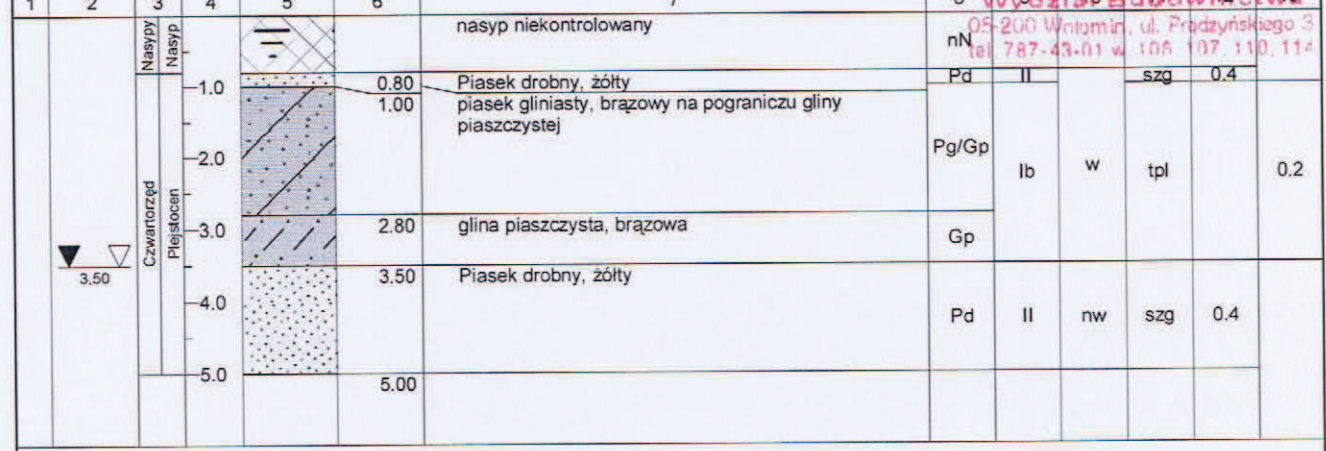 1 2 3 4 5 6 7
05-200 Wołomin, ul. Prądzyńskiego 3
tel. 787-43-01 w. 106 107, 110, 114
Nasypy Nasyp nasyp niekontrolowany nN
-1.0 0.80 Piasek drobny, żółty Pd II szg 0.4
1.00 piasek gliniasty, brązowy na pograniczu gliny
piaszczystej
-2.0 Pg/Gp Ib w tpl 0.2
Czwartorzęd Plejstocen
-3.0 2.80 glina piaszczysta, brązowa Gp
3,50 3.50 Piasek drobny, żółty
-4.0 Pd II nw szg 0.4
-5.0 5.00